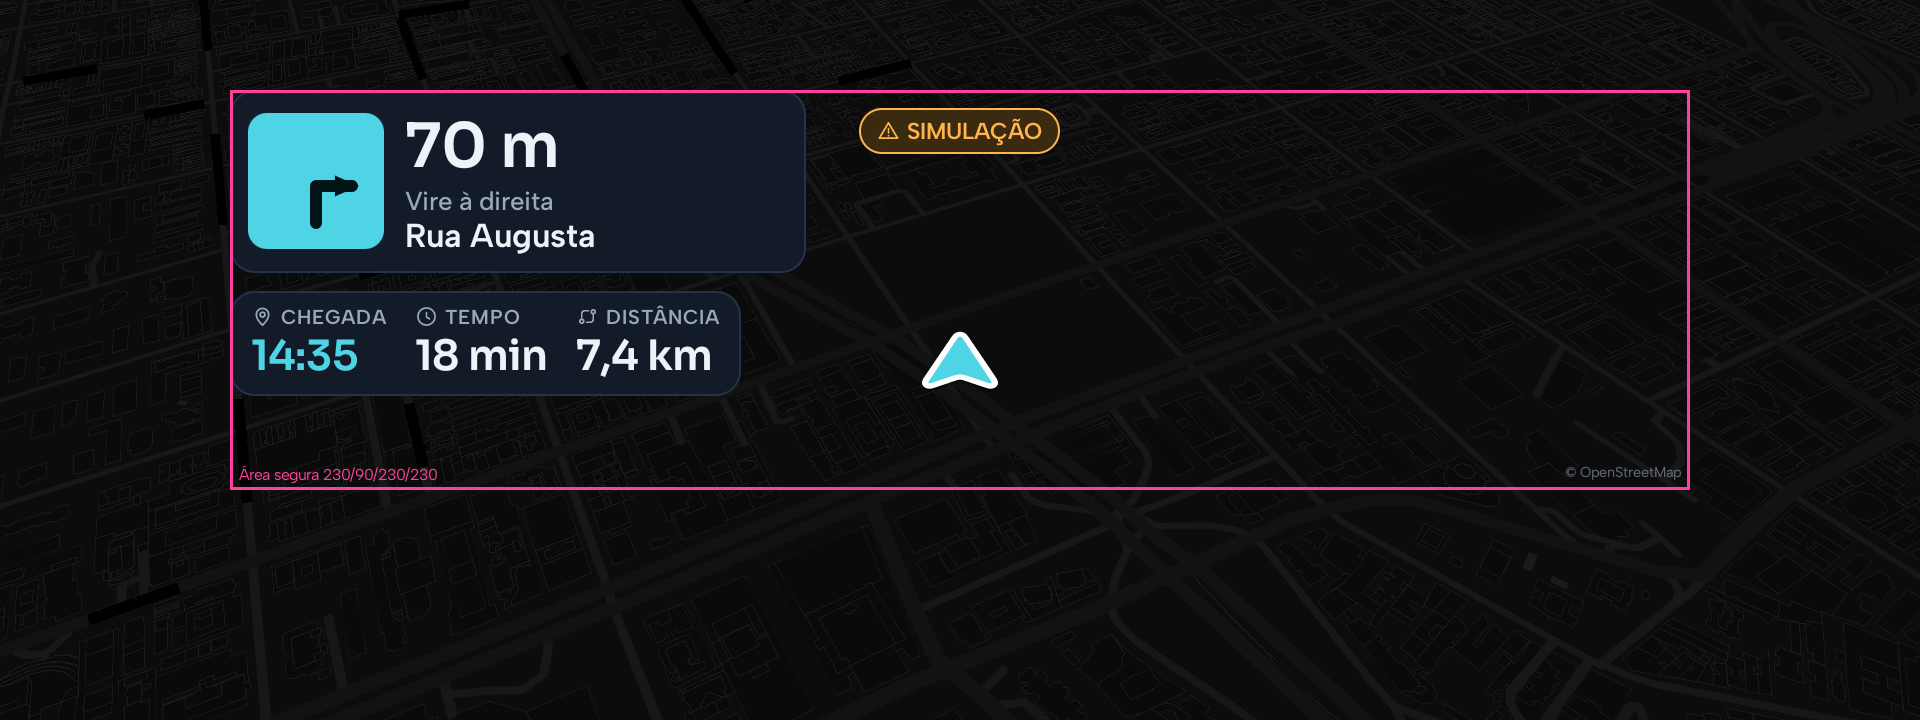 70 m
Vire à direita
Rua Augusta
SIMULAÇÃO
CHEGADA
14:35
TEMPO
18 min
DISTÂNCIA
7,4 km
Área segura 230/90/230/230
© OpenStreetMap